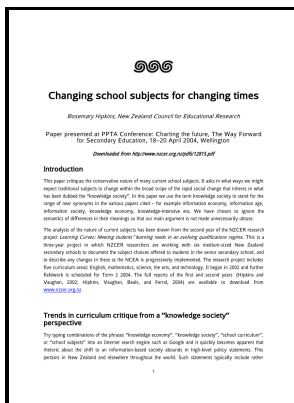 Changing school subjects for changing times
Rosemary Hipkins, New Zealand Council for Educational Research
Paper presented at PPTA Conference: Charting the future, The Way Forward
for Secondary Education, 18–20 April 2004, Wellington
Downloaded from http://www.nzcer.org.nz/pdfs/12815.pdf
Introduction
This paper critiques the conservative nature of many current school subjects. It asks in what ways we might
expect traditional subjects to change within the broad scope of the rapid social change that inheres in what
has been dubbed the "knowledge society". In this paper we use the term knowledge society to stand for the
range of near synonyms in the various papers cited – for example information economy, information age,
information society, knowledge economy, knowledge-intensive era. We have chosen to ignore the
semantics of differences in their meanings so that our main argument is not made unnecessarily obtuse.
The analysis of the nature of current subjects has been drawn from the second year of the NZCER research
project Learning Curves: Meeting students' learning needs in an evolving qualifications regime. This is a
three-year project in which NZCER researchers are working with six medium-sized New Zealand
secondary schools to document the subject choices offered to students in the senior secondary school, and
to describe any changes in these as the NCEA is progressively implemented. The research project includes
five curriculum areas: English, mathematics, science, the arts, and technology. It began in 2002 and further
fieldwork is scheduled for Term 2 2004. The full reports of the first and second years (Hipkins and
Vaughan, 2002; Hipkins, Vaughan, Beals, and Ferral, 2004) are available to download from
www.nzcer.org.nz.
Trends in curriculum critique from a "knowledge society"
perspective
Try typing combinations of the phrases "knowledge economy", "knowledge society", "school curriculum",
or "school subjects" into an Internet search engine such as Google and it quickly becomes apparent that
rhetoric about the shift to an information-based society abounds in high-level policy statements. This
pertains in New Zealand and elsewhere throughout the world. Such statements typically include rather
1